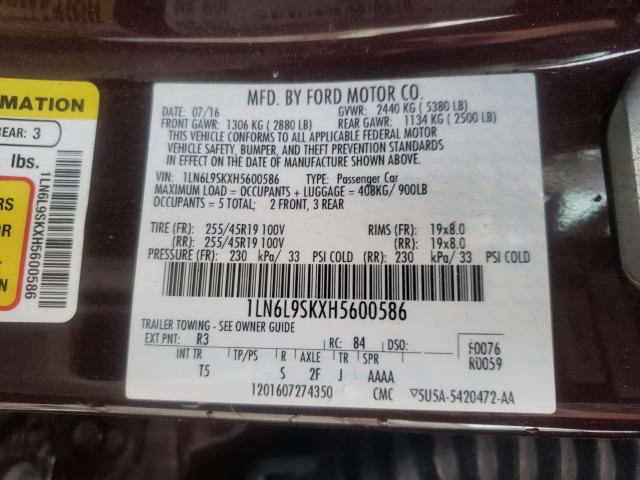 MFD. BY FORD MOTOR CO.
DATE: 07/16 GVWR: 2440 KG ( 5380 LB)
FRONT GAWR: 1306 KG ( 2880 LB) REAR GAWR: 1134 KG ( 2500 LB)
THIS VEHICLE CONFORMS TO ALL APPLICABLE FEDERAL MOTOR
VEHICLE SAFETY, BUMPER, AND THEFT PREVENTION STANDARDS
IN EFFECT ON THE DATE OF MANUFACTURE SHOWN ABOVE.
VIN: 1LN6L9SKXH5600586 TYPE: Passenger Car
MAXIMUM LOAD = OCCUPANTS + LUGGAGE = 408KG/ 900LB
OCCUPANTS = 5 TOTAL; 2 FRONT, 3 REAR
TIRE (FR): 255/45R19 100V RIMS (FR): 19x8.0
(RR): 255/45R19 100V (RR): 19x8.0
PRESSURE (FR): 230 kPa/ 33 PSI COLD (RR): 230 kPa/ 33 PSI COLD
1LN6L9SKXH5600586
TRAILER TOWING - SEE OWNER GUIDE
EXT PNT: R3 RC: 84 DSO: F0076
R0059
INT TR TP/PS R AXLE TR SPR
T5 S 2F J AAAA
1201607274350 CMC 5U5A-5420472-AA
MATION
REAR: 3
lbs.
RS
OR
1LN6L9SKXH5600586